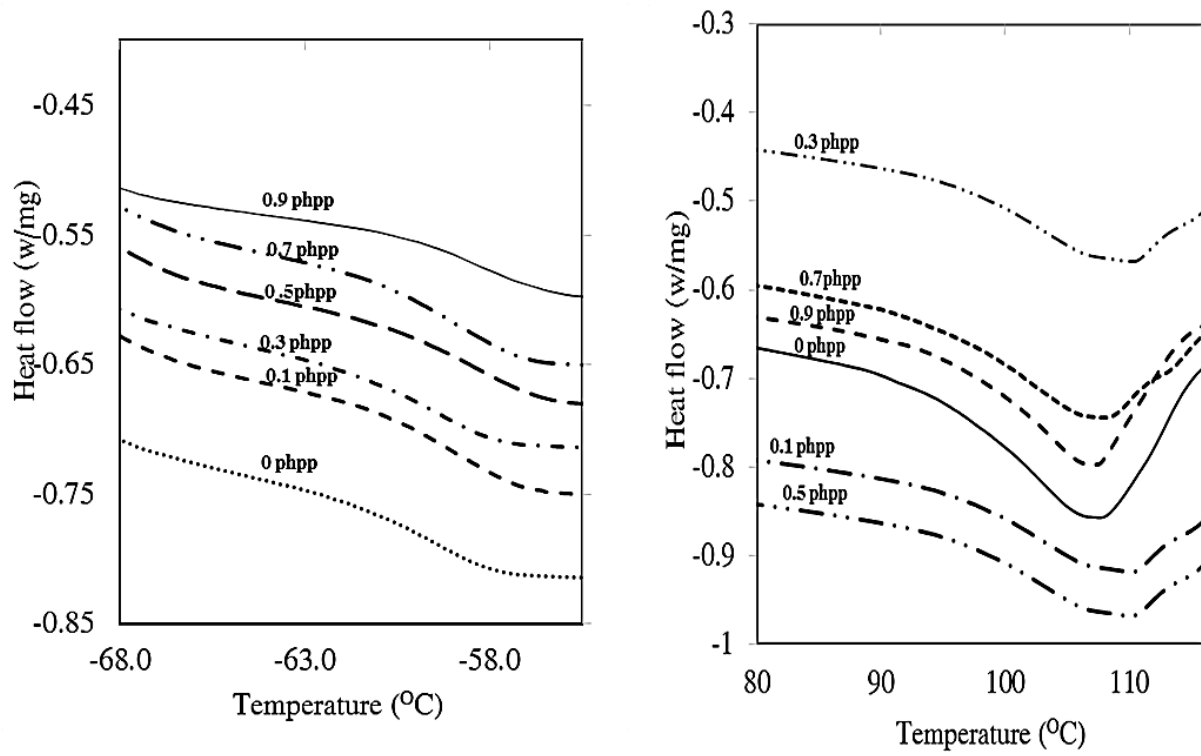 -0.45
-0.55
-0.65
-0.75
-0.85
Heat flow (w/mg)
0.9 phpp
0.7 phpp
0.5phpp
0.3 phpp
0.1 phpp
0 phpp
-68.0 -63.0 -58.0
Temperature (OC)
-0.3
-0.4
-0.5
-0.6
-0.7
-0.8
-0.9
-1
Heat flow (w/mg)
0.3 phpp
0.7phpp
0.9 phpp
0 phpp
0.1 phpp
0.5 phpp
80 90 100 110
Temperature (OC)